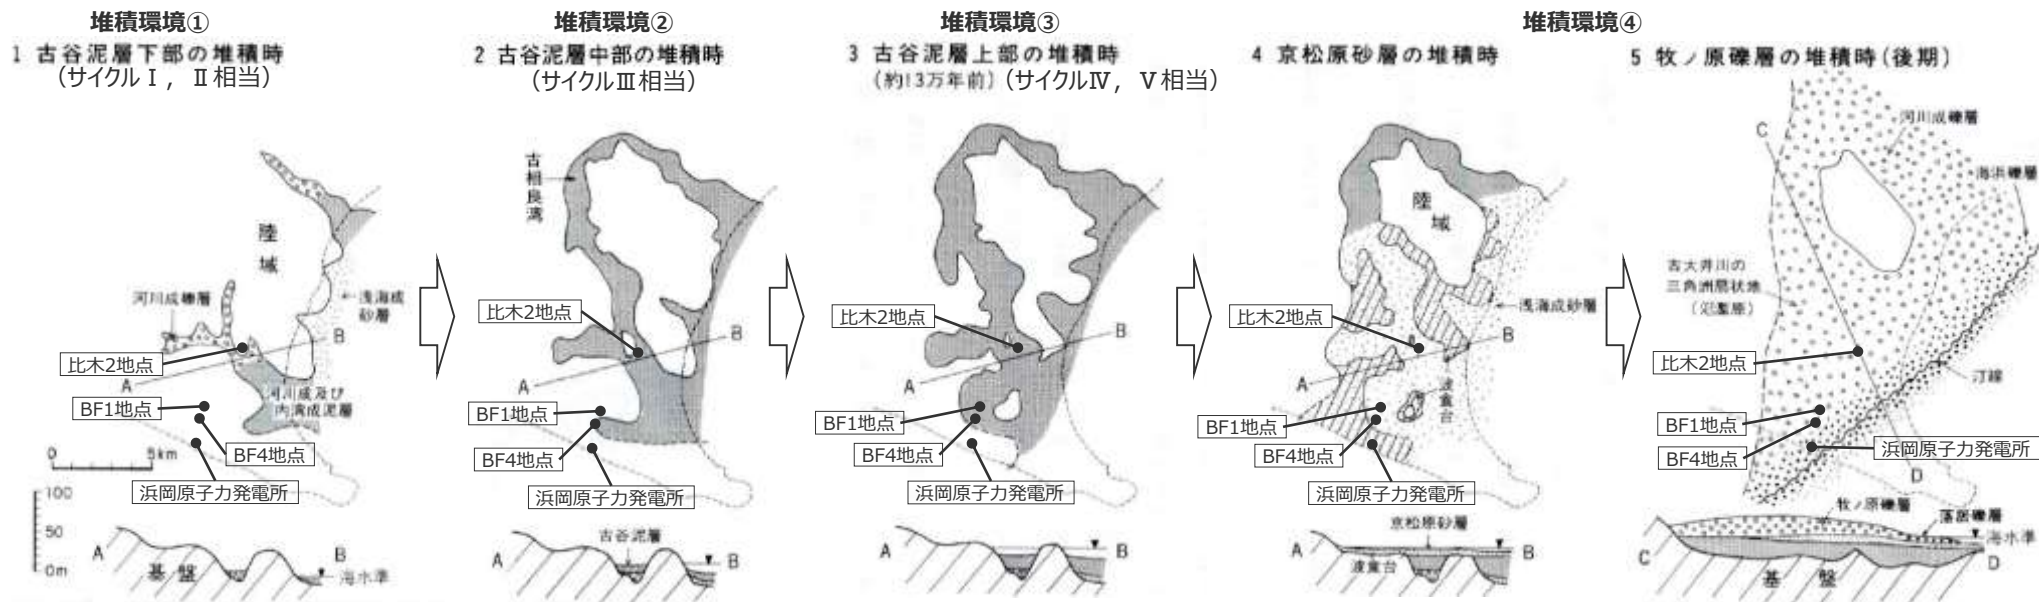 堆積環境①
1 古谷泥層下部の堆積時
(サイクルⅠ，Ⅱ相当)
陸域
河川成礫層
浅海成
砂層
比木2地点
A
B
河川成及び
内湾成泥層
BF1地点
BF4地点
0
5km
浜岡原子力発電所
100
50
0m
A
B
基盤
海水準
堆積環境②
2 古谷泥層中部の堆積時
(サイクルⅢ相当)
古相良湾
比木2地点
B
A
BF1地点
BF4地点
浜岡原子力発電所
古谷泥層
A
B
堆積環境③
3 古谷泥層上部の堆積時
(約13万年前)(サイクルⅣ，Ⅴ相当)
比木2地点
B
A
BF1地点
BF4地点
浜岡原子力発電所
A
B
堆積環境④
4 京松原砂層の堆積時
陸域
浅海成砂層
比木2地点
B
A
波蝕台
BF1地点
BF4地点
浜岡原子力発電所
京松原砂層
A
B
波蝕台
5 牧ノ原礫層の堆積時(後期)
河川成礫層
C
海浜礫層
古大井川の
三角洲扇状地
(氾濫原)
比木2地点
汀線
BF1地点
BF4地点
浜岡原子力発電所
D
牧ノ原礫層
落居礫層
海水準
C
D
基盤